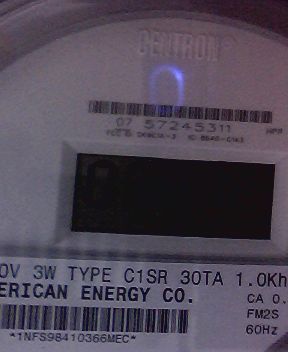 CENTRON®
07 57245311
0V 3W TYPE C1SR 30TA 1.0Kh
ERICAN ENERGY CO.
CA 0.
FM2S
60Hz
*1NFS98410366MEC*